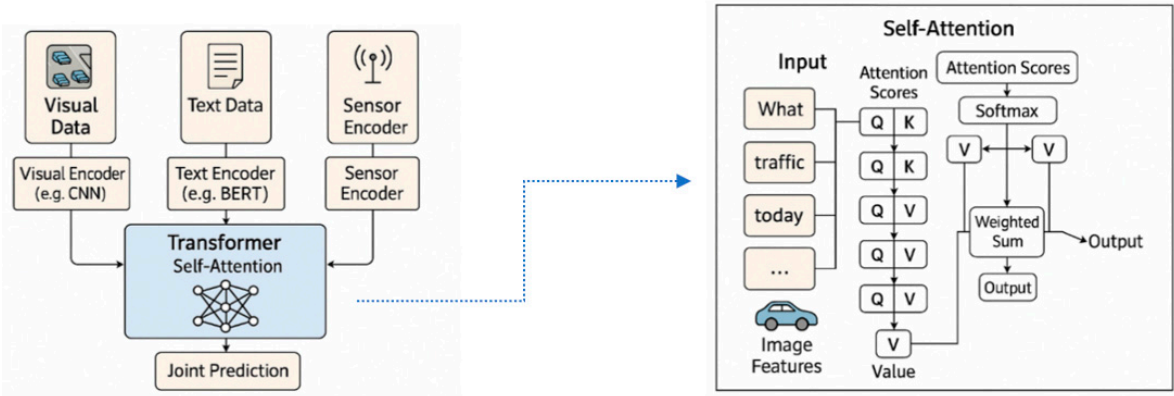 Visual
Data
Text Data
Sensor
Encoder
Visual Encoder
(e.g. CNN)
Text Encoder
(e.g. BERT)
Sensor
Encoder
Transformer
Self-Attention
Joint Prediction
Self-Attention
Input
What
traffic
today
...
Image
Features
Attention
Scores
Q K
Q K
Q V
Q V
Q V
V
Value
Attention Scores
Softmax
V V
Weighted
Sum
Output
Output